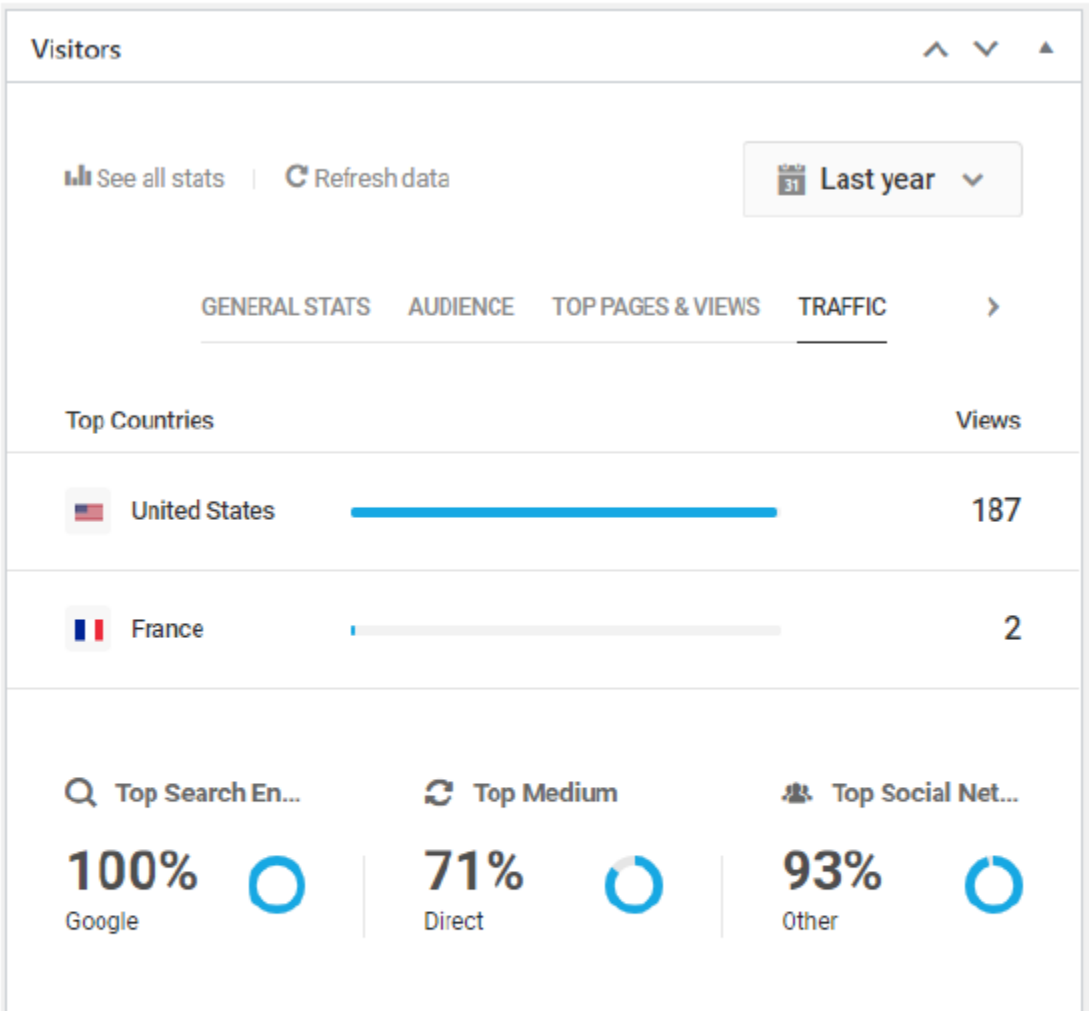 Visitors
See all stats Refresh data 31 Last year
GENERAL STATS AUDIENCE TOP PAGES & VIEWS TRAFFIC
Top Countries Views
United States 187
France 2
Top Search En... Top Medium Top Social Net...
100% 71% 93%
Google Direct Other